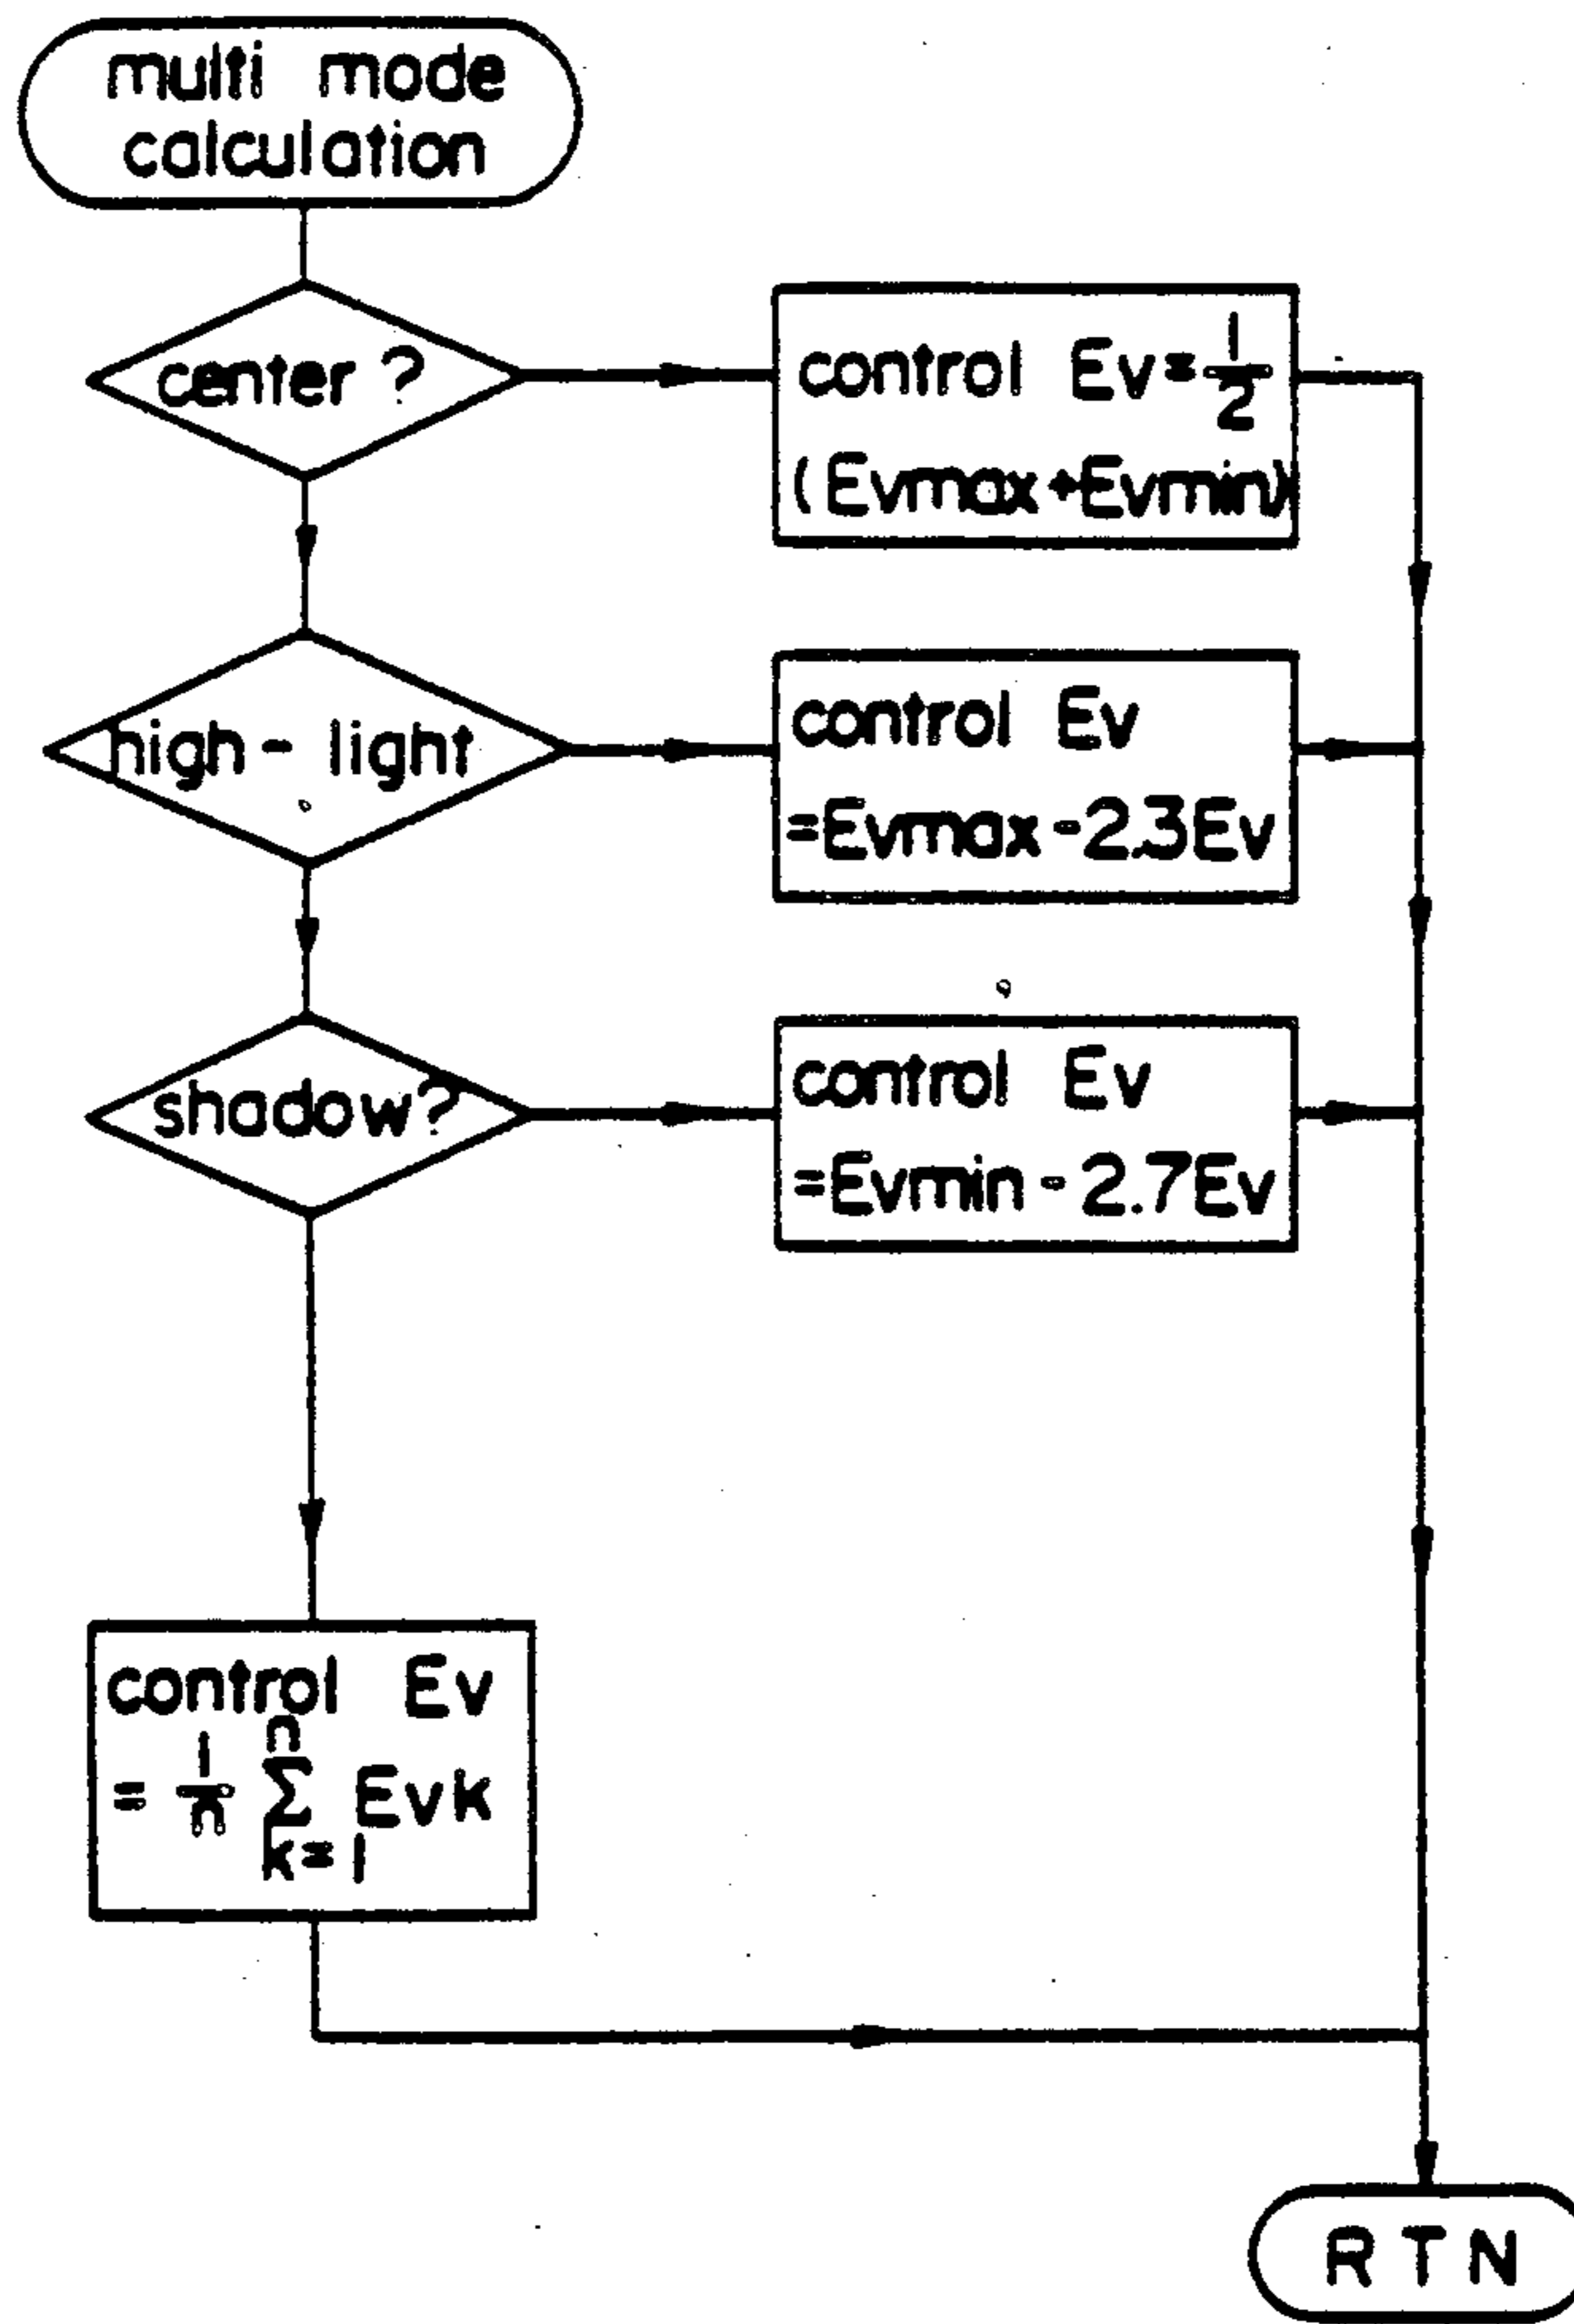 multi mode
calculation
center ?
control Ev=1/2
(Evmax+Evmin)
high - light
control Ev
=Evmax-2.3Ev
shadow?
control Ev
=Evmin-2.7Ev
control Ev
= 1/n n Σ k=1 Evk
RTN